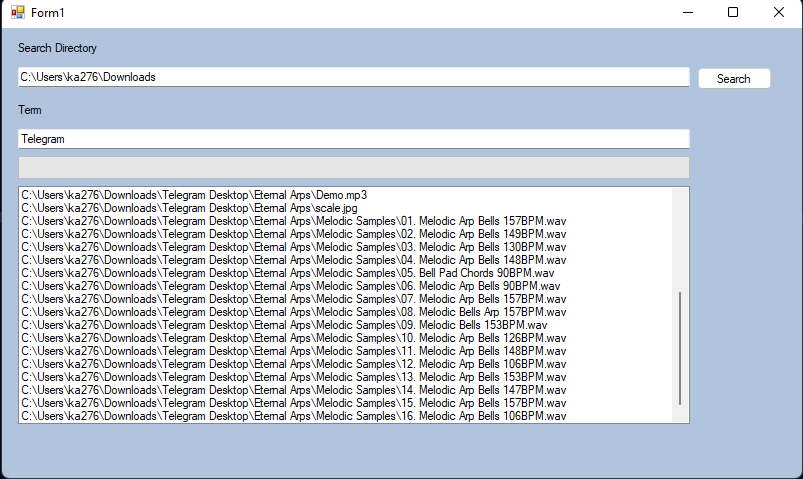 Form1
Search Directory
C:\Users\ka276\Downloads
Search
Term
Telegram
C:\Users\ka276\Downloads\Telegram Desktop\Eternal Arps\Demo.mp3
C:\Users\ka276\Downloads\Telegram Desktop\Eternal Arps\scale.jpg
C:\Users\ka276\Downloads\Telegram Desktop\Eternal Arps\Melodic Samples\01. Melodic Arp Bells 157BPM.wav
C:\Users\ka276\Downloads\Telegram Desktop\Eternal Arps\Melodic Samples\02. Melodic Arp Bells 149BPM.wav
C:\Users\ka276\Downloads\Telegram Desktop\Eternal Arps\Melodic Samples\03. Melodic Arp Bells 130BPM.wav
C:\Users\ka276\Downloads\Telegram Desktop\Eternal Arps\Melodic Samples\04. Melodic Arp Bells 148BPM.wav
C:\Users\ka276\Downloads\Telegram Desktop\Eternal Arps\Melodic Samples\05. Bell Pad Chords 90BPM.wav
C:\Users\ka276\Downloads\Telegram Desktop\Eternal Arps\Melodic Samples\06. Melodic Arp Bells 90BPM.wav
C:\Users\ka276\Downloads\Telegram Desktop\Eternal Arps\Melodic Samples\07. Melodic Arp Bells 157BPM.wav
C:\Users\ka276\Downloads\Telegram Desktop\Eternal Arps\Melodic Samples\08. Melodic Bells Arp 157BPM.wav
C:\Users\ka276\Downloads\Telegram Desktop\Eternal Arps\Melodic Samples\09. Melodic Bells 153BPM.wav
C:\Users\ka276\Downloads\Telegram Desktop\Eternal Arps\Melodic Samples\10. Melodic Arp Bells 126BPM.wav
C:\Users\ka276\Downloads\Telegram Desktop\Eternal Arps\Melodic Samples\11. Melodic Arp Bells 148BPM.wav
C:\Users\ka276\Downloads\Telegram Desktop\Eternal Arps\Melodic Samples\12. Melodic Arp Bells 106BPM.wav
C:\Users\ka276\Downloads\Telegram Desktop\Eternal Arps\Melodic Samples\13. Melodic Arp Bells 153BPM.wav
C:\Users\ka276\Downloads\Telegram Desktop\Eternal Arps\Melodic Samples\14. Melodic Arp Bells 147BPM.wav
C:\Users\ka276\Downloads\Telegram Desktop\Eternal Arps\Melodic Samples\15. Melodic Arp Bells 157BPM.wav
C:\Users\ka276\Downloads\Telegram Desktop\Eternal Arps\Melodic Samples\16. Melodic Arp Bells 106BPM.wav